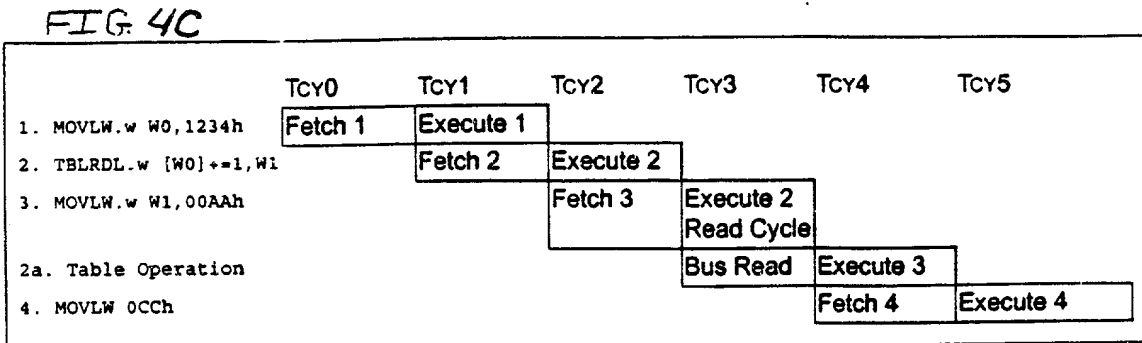 FIG. 4C
TCY0 TCY1 TCY2 TCY3 TCY4 TCY5
1. MOVLW.w W0,1234h Fetch 1 Execute 1
2. TBLRDL.w [W0]+=1,W1 Fetch 2 Execute 2
3. MOVLW.w W1,00AAh Fetch 3 Execute 2
Read Cycle
2a. Table Operation Bus Read Execute 3
4. MOVLW 0CCh Fetch 4 Execute 4